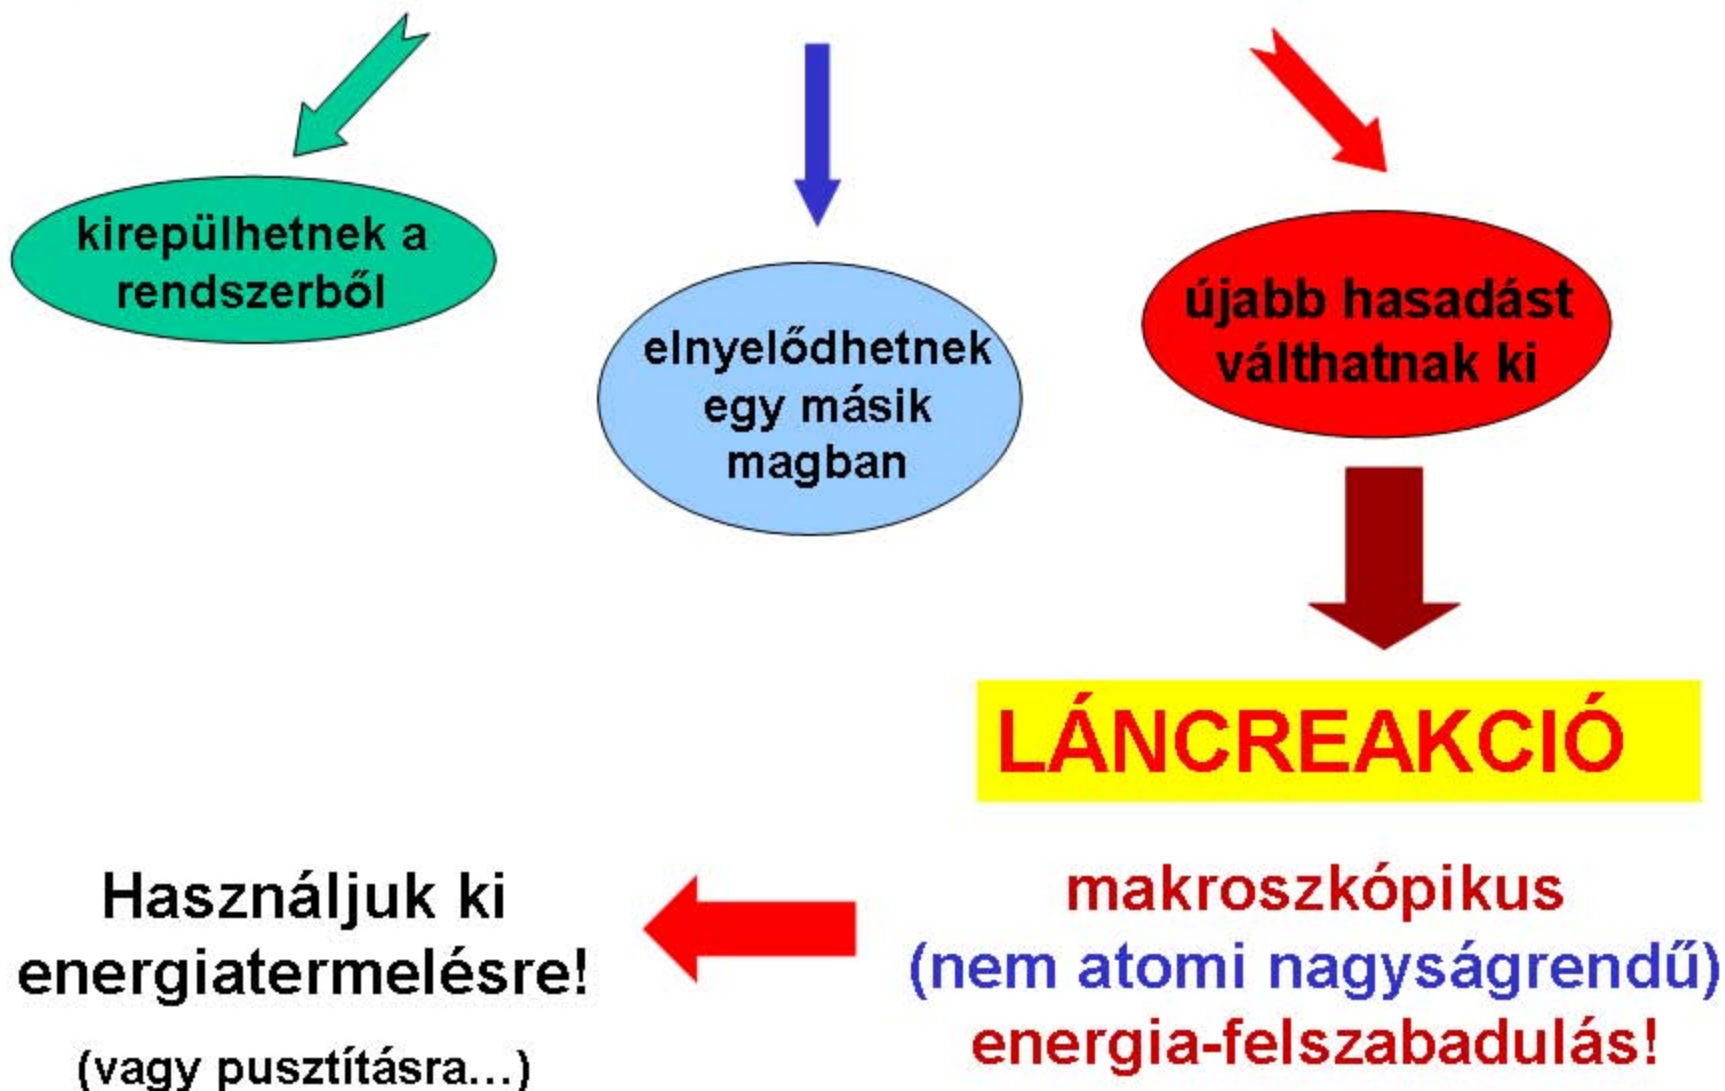 kirepülhetnek a
rendszerből
elnyelődhetnek
egy másik
magban
újabb hasadást
válthatnak ki
LÁNCREAKCIÓ
makroszkópikus
(nem atomi nagyságrendű)
energia-felszabadulás!
Használjuk ki
energiatermelésre!
(vagy pusztításra...)